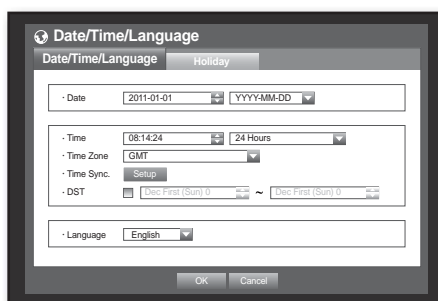 Date/Time/Language
Date/Time/Language Holiday
· Date 2011-01-01 YYYY-MM-DD
· Time 08:14:24 24 Hours
· Time Zone GMT
· Time Sync. Setup
· DST Dec First (Sun) 0 ~ Dec First (Sun) 0
· Language English
OK Cancel